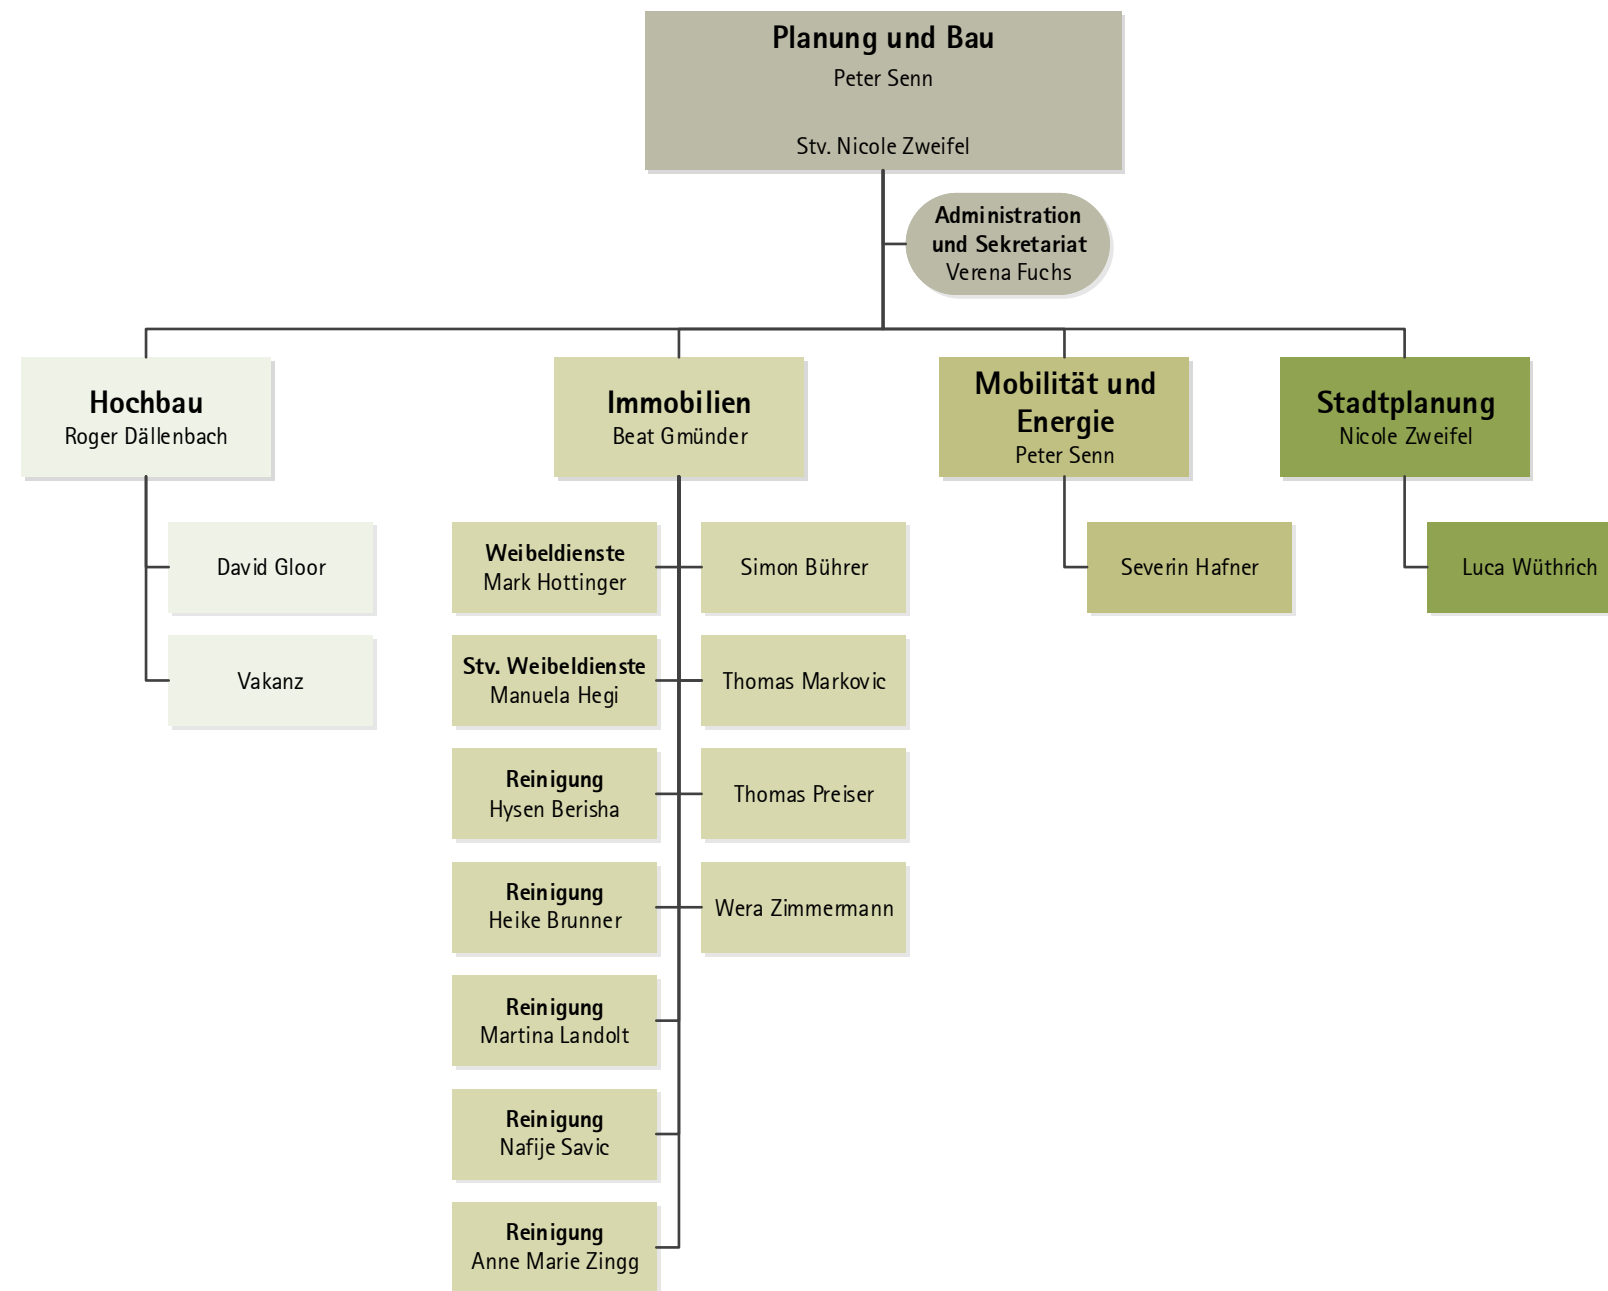 Planung und Bau
Peter Senn
Stv. Nicole Zweifel
Administration
und Sekretariat
Verena Fuchs
Hochbau
Roger Dällenbach
David Gloor
Vakanz
Immobilien
Beat Gmünder
Weibeldienste
Mark Hottinger
Stv. Weibeldienste
Manuela Hegi
Reinigung
Hysen Berisha
Reinigung
Heike Brunner
Reinigung
Martina Landolt
Reinigung
Nafije Savic
Reinigung
Anne Marie Zingg
Simon Bührer
Thomas Markovic
Thomas Preiser
Wera Zimmermann
Mobilität und
Energie
Peter Senn
Severin Hafner
Stadtplanung
Nicole Zweifel
Luca Wüthrich